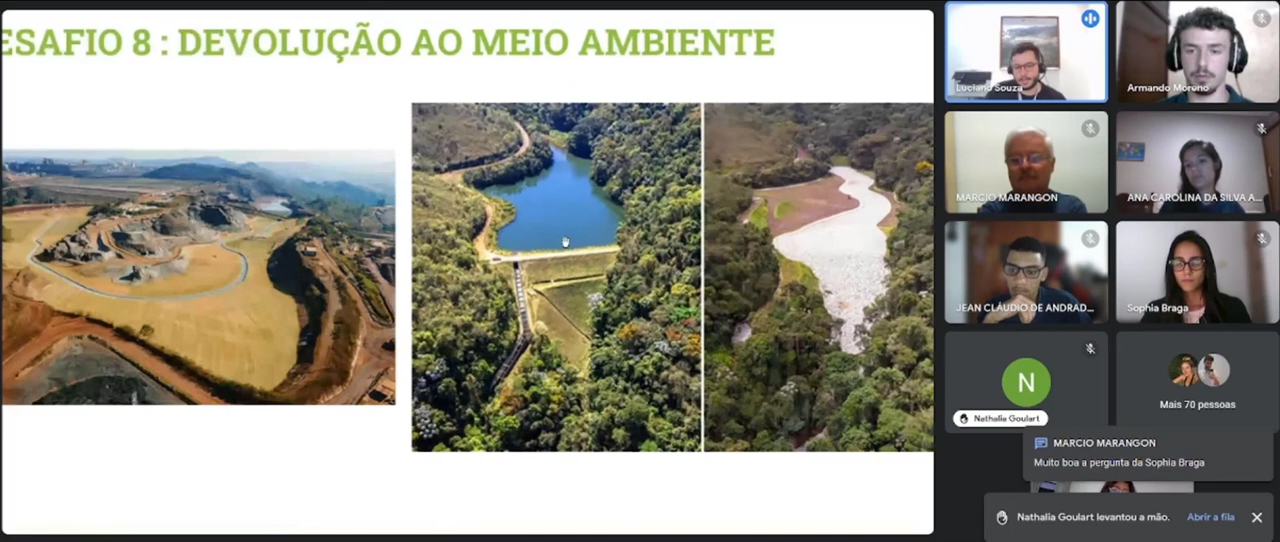 ESAFIO 8 : DEVOLUÇÃO AO MEIO AMBIENTE
Luciano Souza
Armando Moreno
MARCIO MARANGON
ANA CAROLINA DA SILVA A...
JEAN CLÁUDIO DE ANDRAD...
Sophia Braga
N
Nathalia Goulart
Mais 70 pessoas
MARCIO MARANGON
Muito boa a pergunta da Sophia Braga
Nathalia Goulart levantou a mão.
Abrir a fila